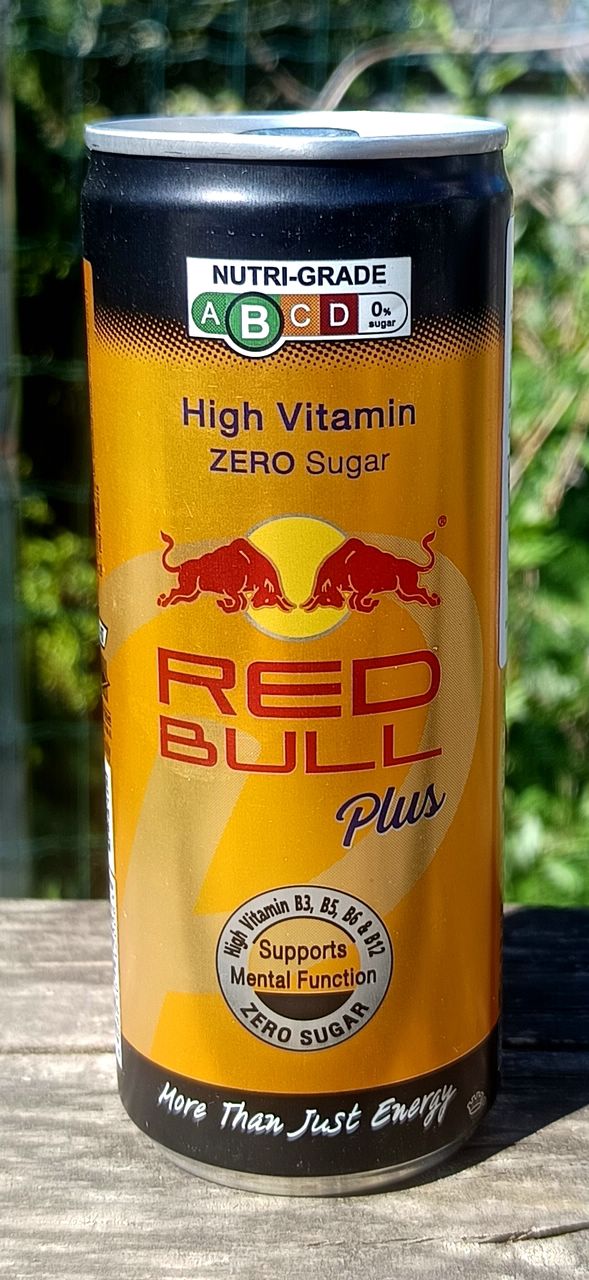 NUTRI-GRADE
A B C D 0% sugar
High Vitamin
ZERO Sugar
®
RED
BULL
Plus
High Vitamin B3, B5, B6 & B12
Supports
Mental Function
ZERO SUGAR
More Than Just Energy